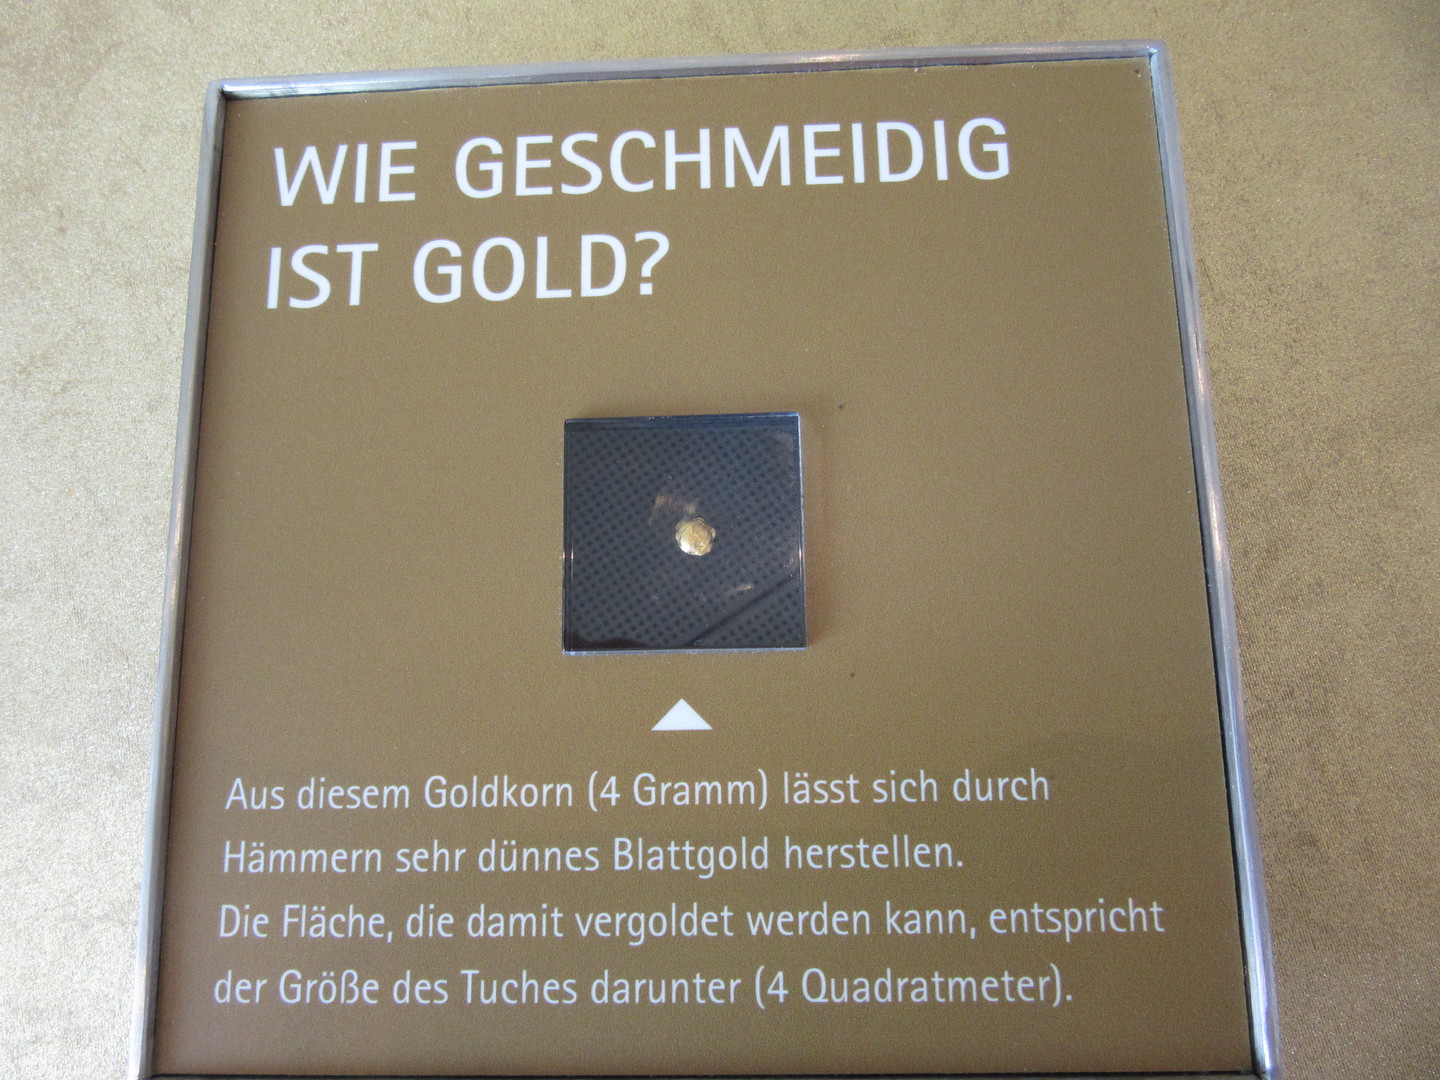 WIE GESCHMEIDIG
IST GOLD?
Aus diesem Goldkorn (4 Gramm) lässt sich durch
Hämmern sehr dünnes Blattgold herstellen.
Die Fläche, die damit vergoldet werden kann, entspricht
der Größe des Tuches darunter (4 Quadratmeter).